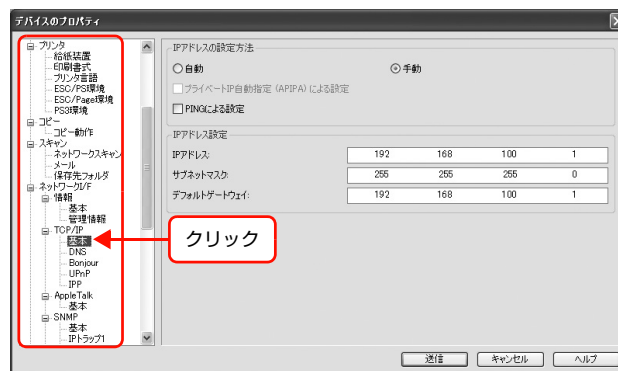 デバイスのプロパティ
プリンタ
給紙装置
印刷書式
プリンタ言語
ESC/PS環境
ESC/Page環境
PS3環境
コピー
コピー動作
スキャン
ネットワークスキャン
メール
保存先フォルダ
ネットワークI/F
情報
基本
管理情報
TCP/IP
基本
DNS
Bonjour
UPnP
IPP
AppleTalk
基本
SNMP
基本
IPトラップ1
クリック
IPアドレスの設定方法
自動 手動
プライベートIP自動指定 (APIPA) による設定
PINGによる設定
IPアドレス設定
IPアドレス: 192 168 100 1
サブネットマスク: 255 255 255 0
デフォルトゲートウェイ: 192 168 100 1
送信 キャンセル ヘルプ